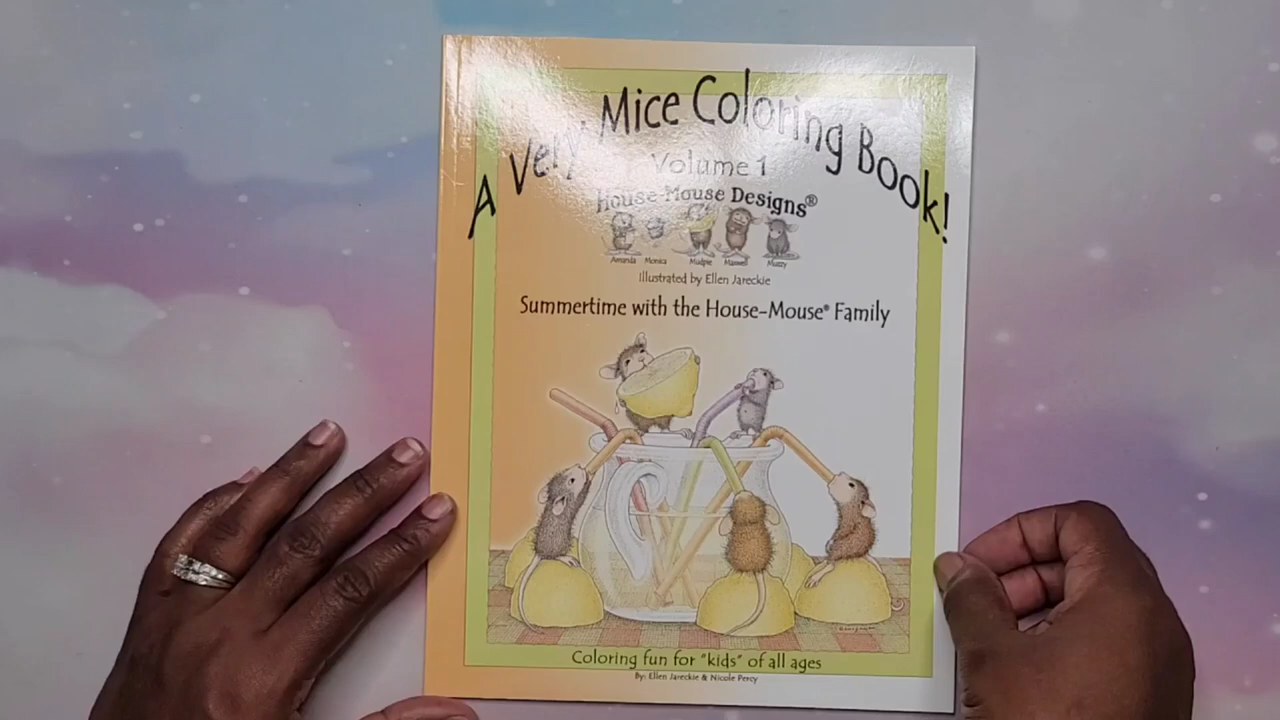 A Very Mice Coloring Book!
Volume 1
House-Mouse Designs®
Amanda Monica Mudpie Maxwell Muzzy
Illustrated by Ellen Jareckie
Summertime with the House-Mouse® Family
Coloring fun for "kids" of all ages
By: Ellen Jareckie & Nicole Percy